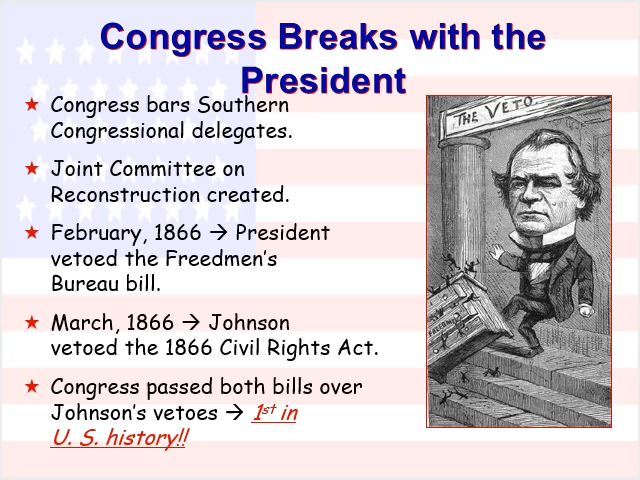 Congress Breaks with the
President
★ Congress bars Southern
Congressional delegates.
★ Joint Committee on
Reconstruction created.
★ February, 1866 → President
vetoed the Freedmen's
Bureau bill.
★ March, 1866 → Johnson
vetoed the 1866 Civil Rights Act.
★ Congress passed both bills over
Johnson's vetoes → 1st in
U. S. history!!
THE VETO